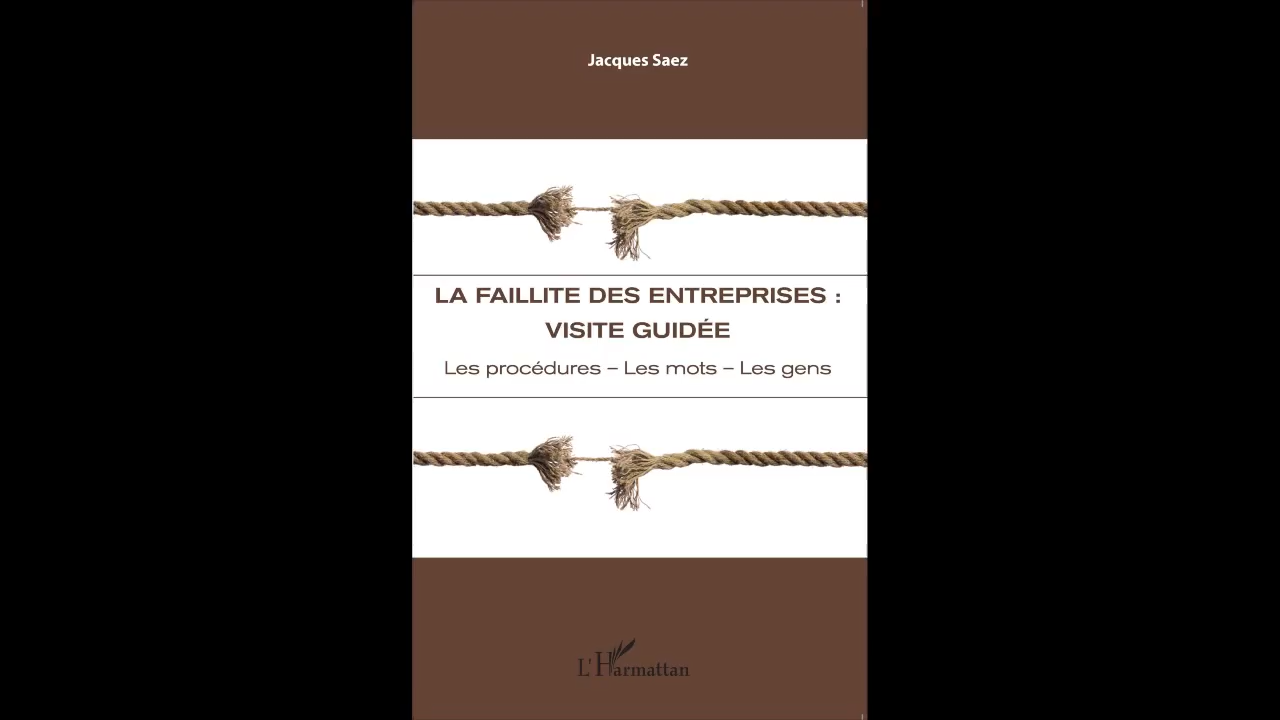 Jacques Saez
LA FAILLITE DES ENTREPRISES :
VISITE GUIDÉE
Les procédures – Les mots – Les gens
L'Harmattan